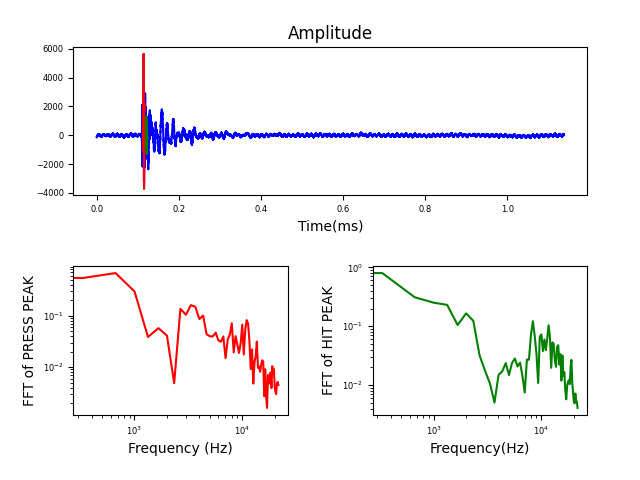 Amplitude
6000
4000
2000
0
−2000
−4000
0.0 0.2 0.4 0.6 0.8 1.0
Time(ms)
FFT of PRESS PEAK
10⁻¹
10⁻²
10³ 10⁴
Frequency (Hz)
FFT of HIT PEAK
10⁰
10⁻¹
10⁻²
10³ 10⁴
Frequency(Hz)